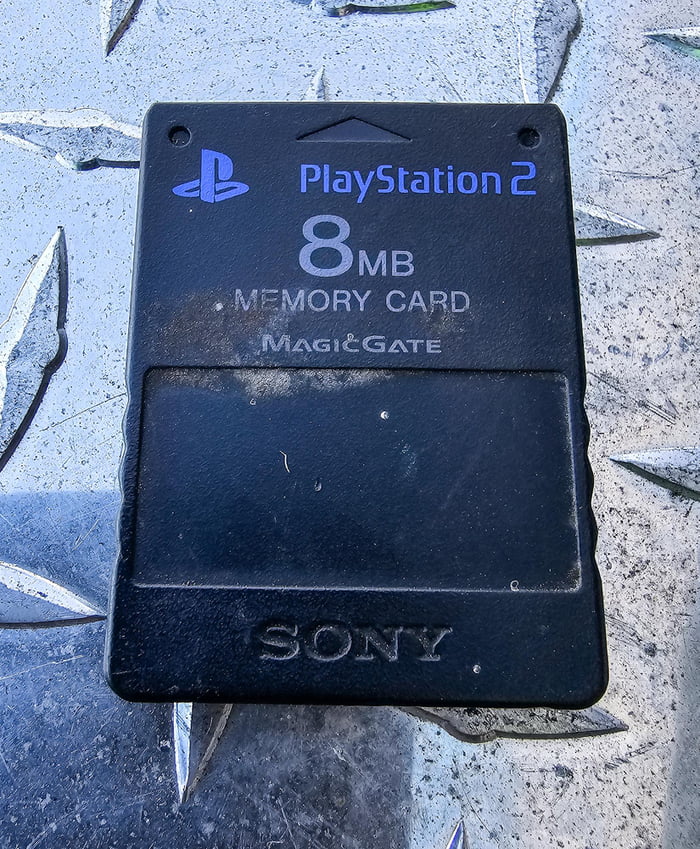 PlayStation 2
8MB
MEMORY CARD
MAGICGATE
SONY